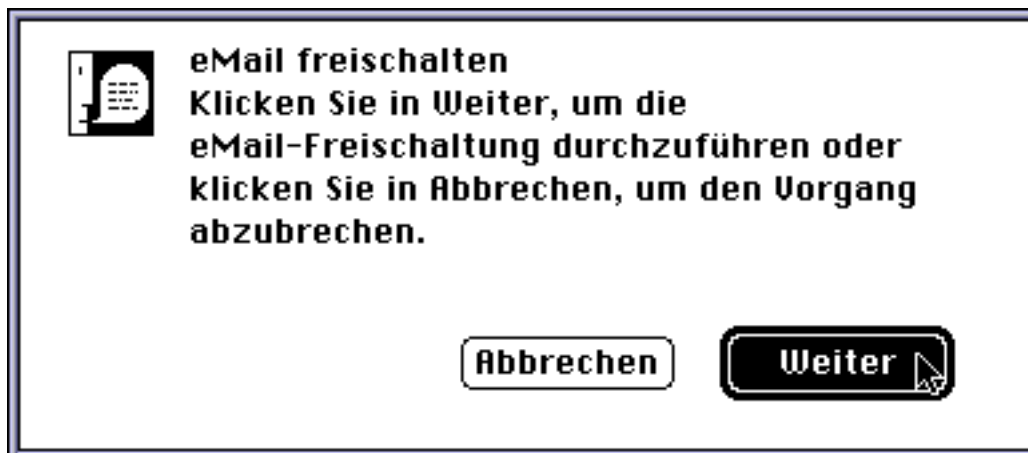 eMail freischalten
Klicken Sie in Weiter, um die
eMail-Freischaltung durchzuführen oder
klicken Sie in Abbrechen, um den Vorgang
abzubrechen.
Abbrechen
Weiter